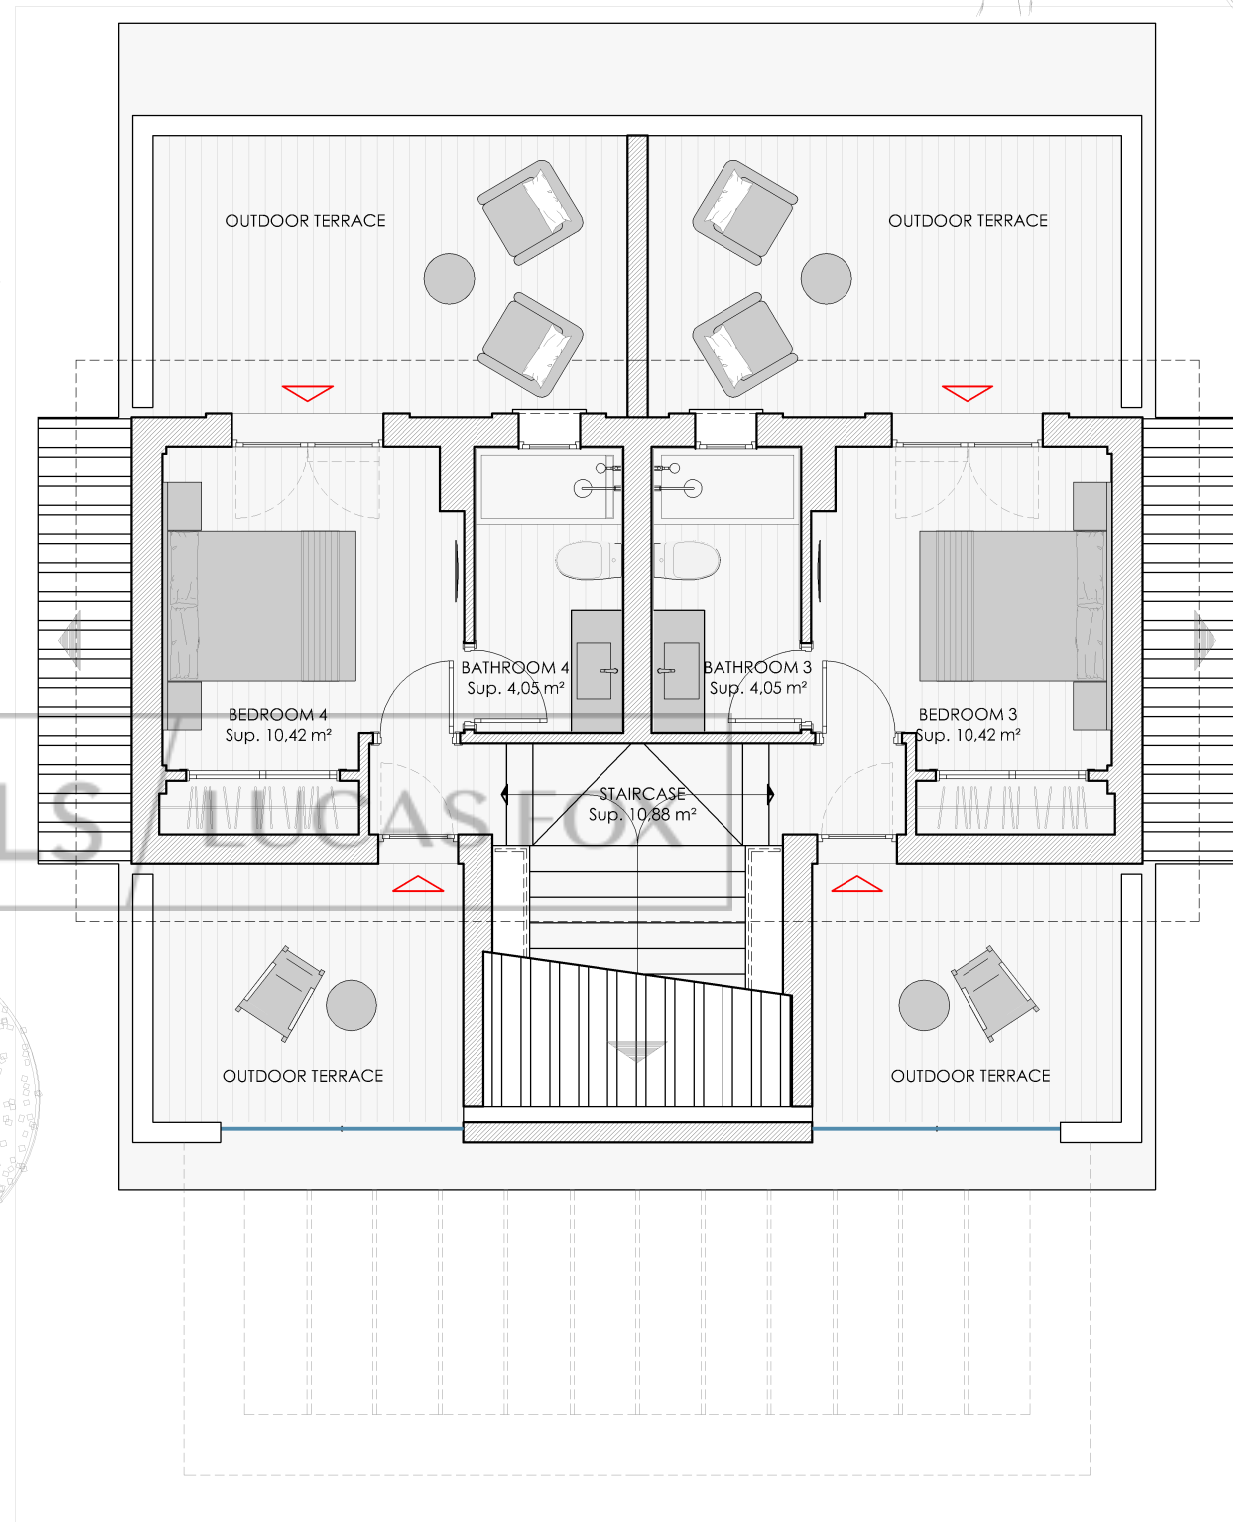 OUTDOOR TERRACE
OUTDOOR TERRACE
BATHROOM 4
Sup. 4,05 m²
BATHROOM 3
Sup. 4,05 m²
BEDROOM 4
Sup. 10,42 m²
BEDROOM 3
Sup. 10,42 m²
STAIRCASE
Sup. 10,88 m²
LS / LUCAS FOX
OUTDOOR TERRACE
OUTDOOR TERRACE